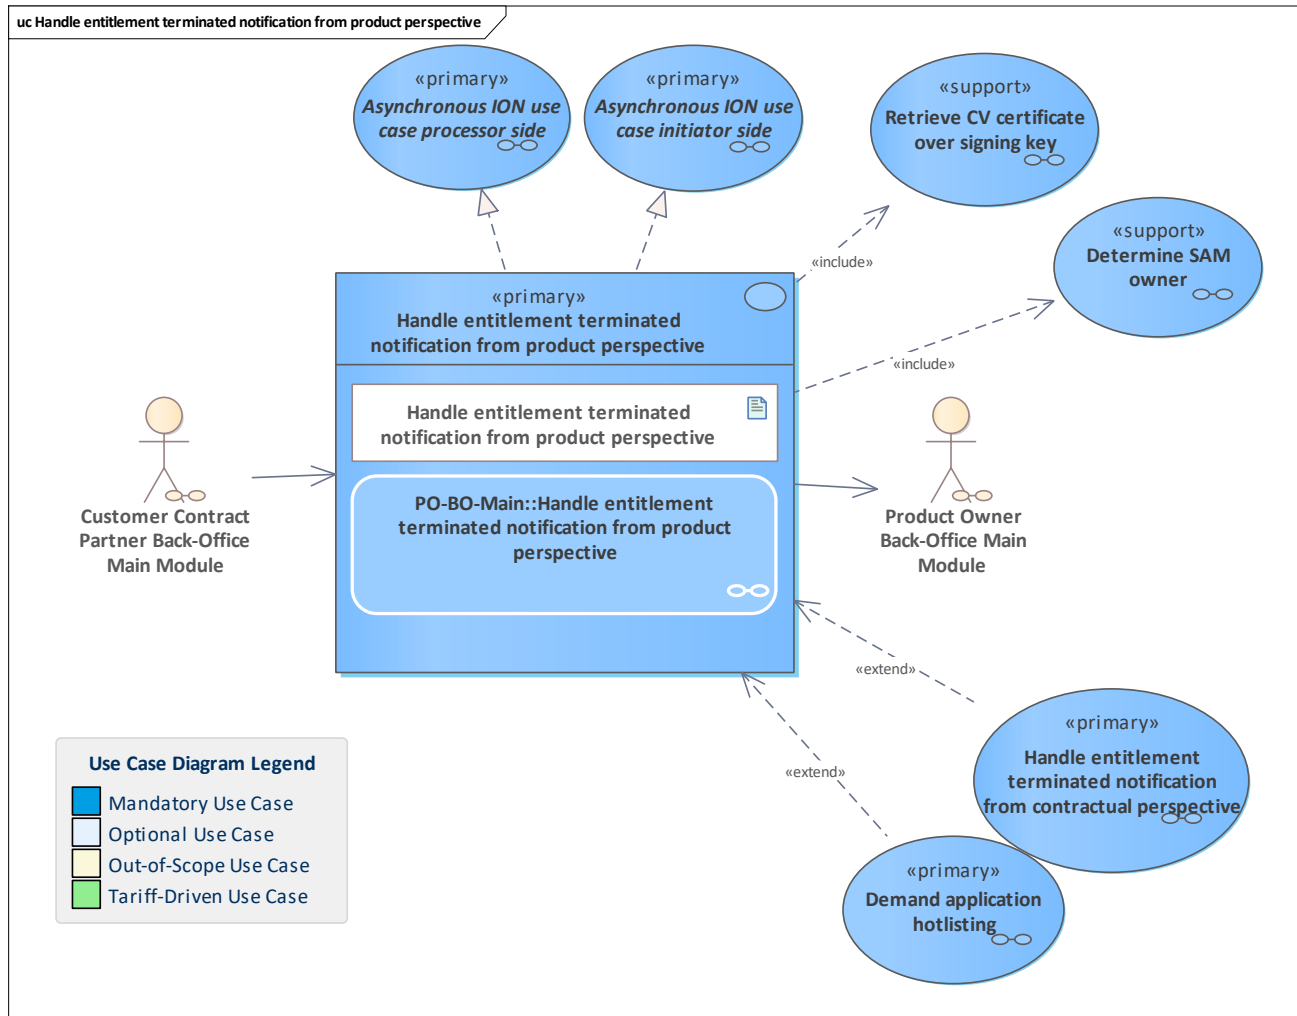 uc Handle entitlement terminated notification from product perspective
«primary»
Asynchronous ION use
case processor side
«primary»
Asynchronous ION use
case initiator side
«support»
Retrieve CV certificate
over signing key
«support»
Determine SAM
owner
«include»
«include»
«primary»
Handle entitlement terminated
notification from product perspective
Handle entitlement terminated
notification from product perspective
PO-BO-Main::Handle entitlement
terminated notification from product
perspective
Customer Contract
Partner Back-Office
Main Module
Product Owner
Back-Office Main
Module
«extend»
«extend»
«primary»
Handle entitlement
terminated notification
from contractual perspective
«primary»
Demand application
hotlisting
Use Case Diagram Legend
Mandatory Use Case
Optional Use Case
Out-of-Scope Use Case
Tariff-Driven Use Case